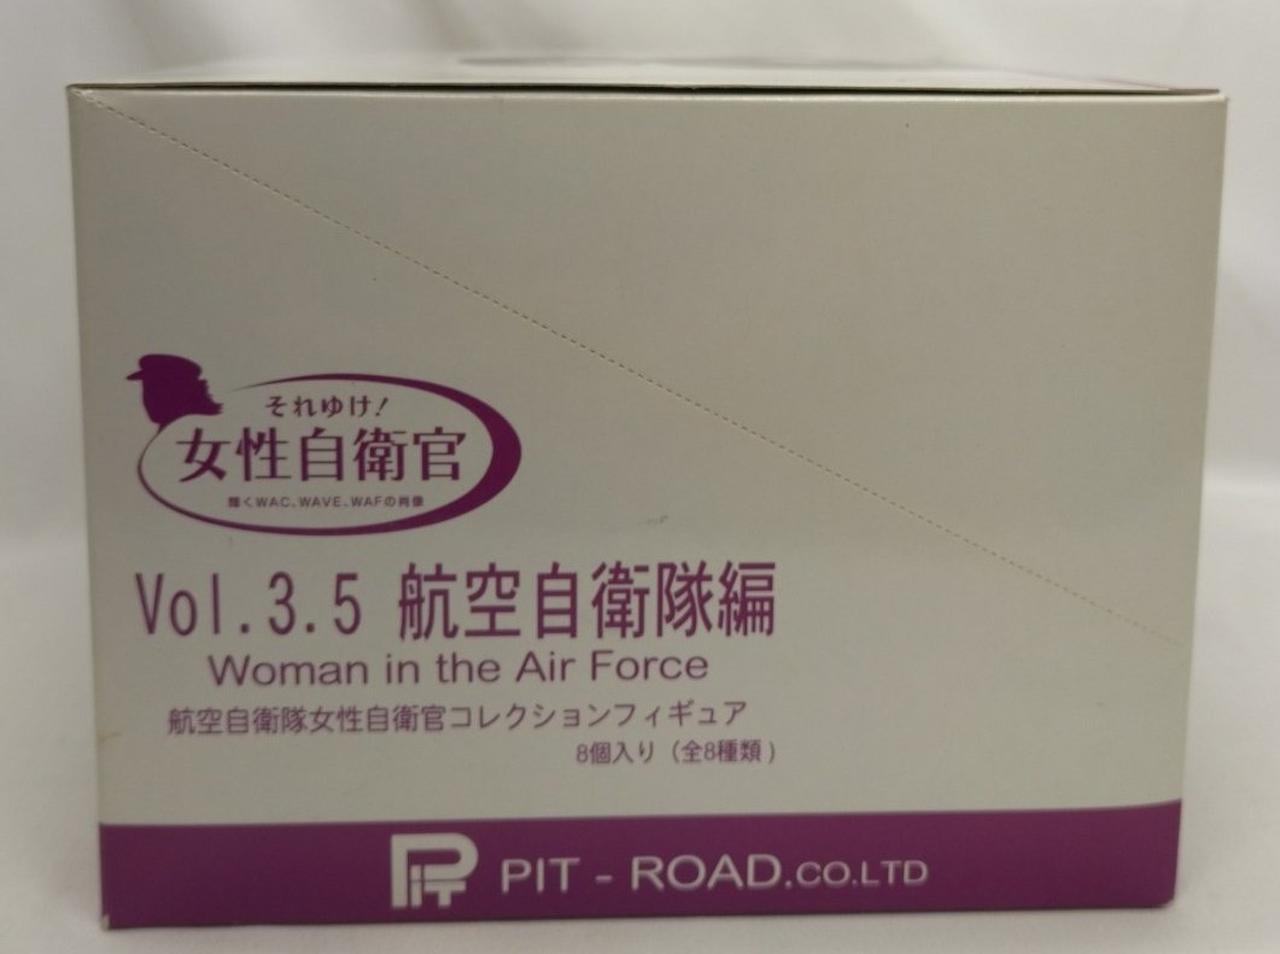 それゆけ!
女性自衛官
輝くWAC、WAVE、WAFの肖像
Vol.3.5 航空自衛隊編
Woman in the Air Force
航空自衛隊女性自衛官コレクションフィギュア
8個入り(全8種類)
PIT PIT - ROAD.CO.LTD